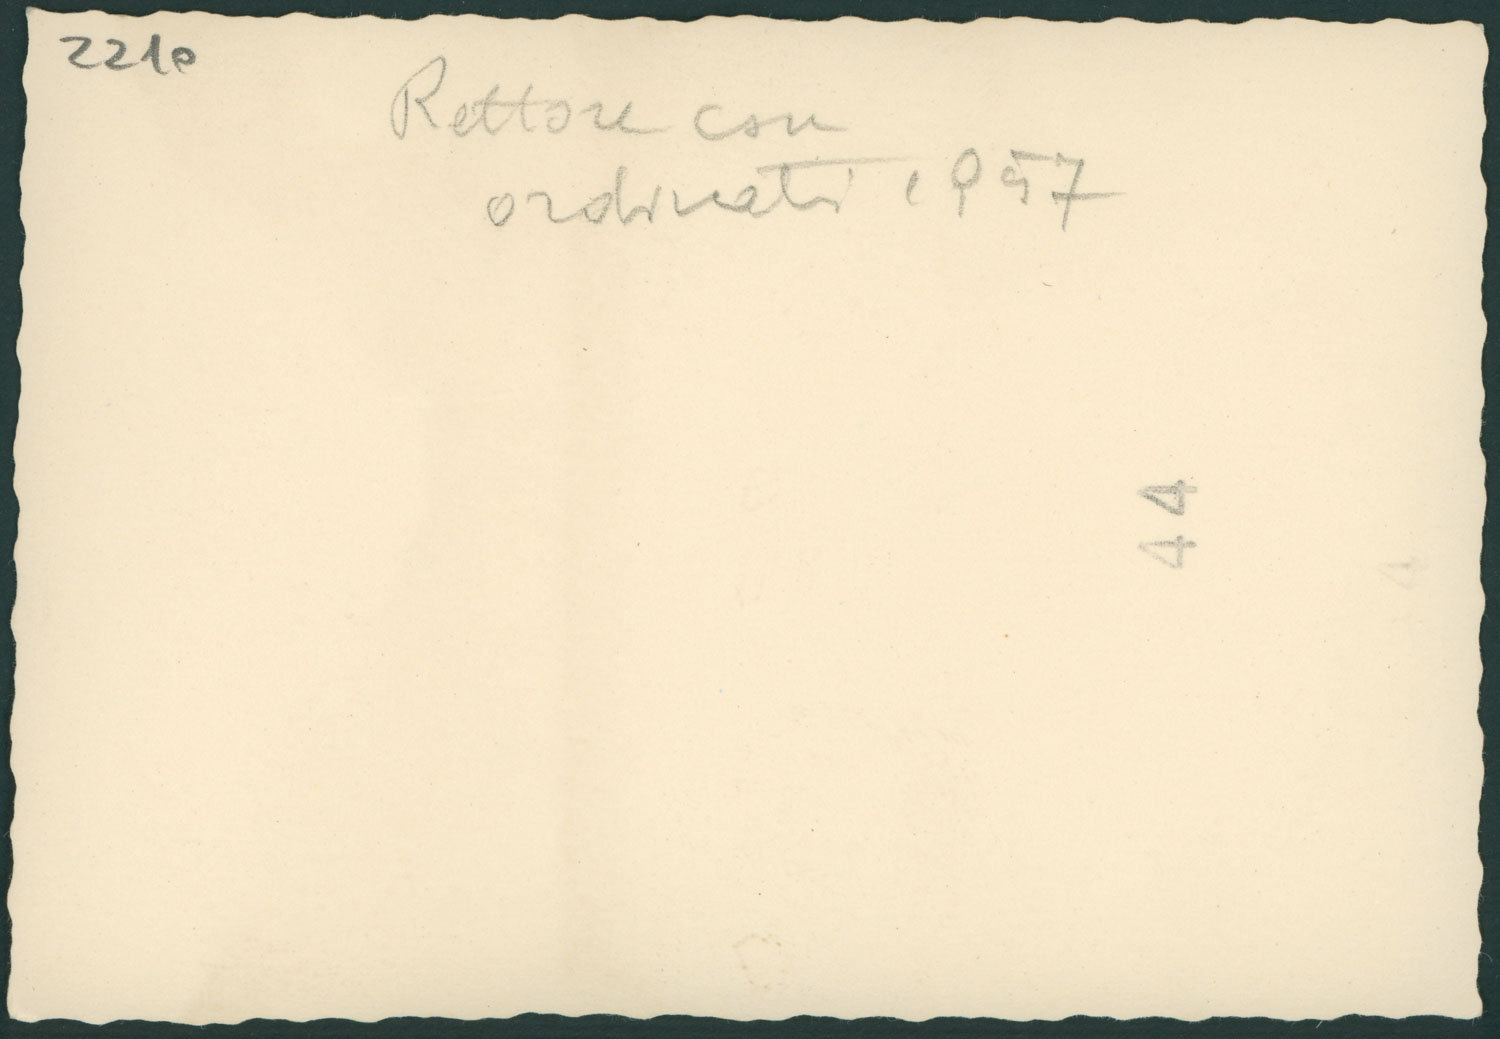 2210
Rettore con
ordinati 1957
44